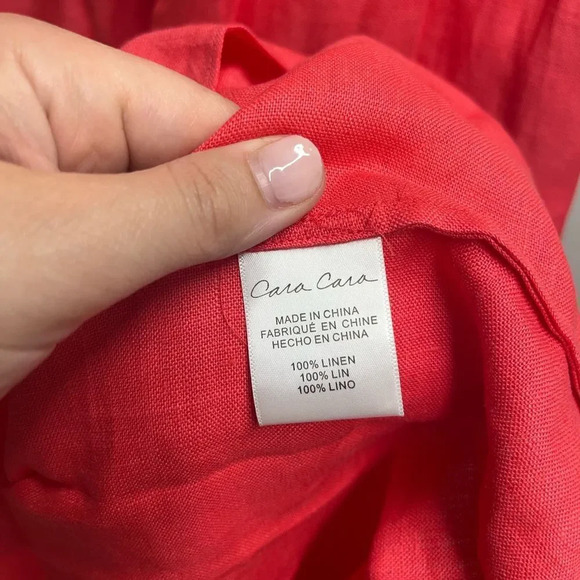 Cara Cara
MADE IN CHINA
FABRIQUÉ EN CHINE
HECHO EN CHINA
100% LINEN
100% LIN
100% LINO